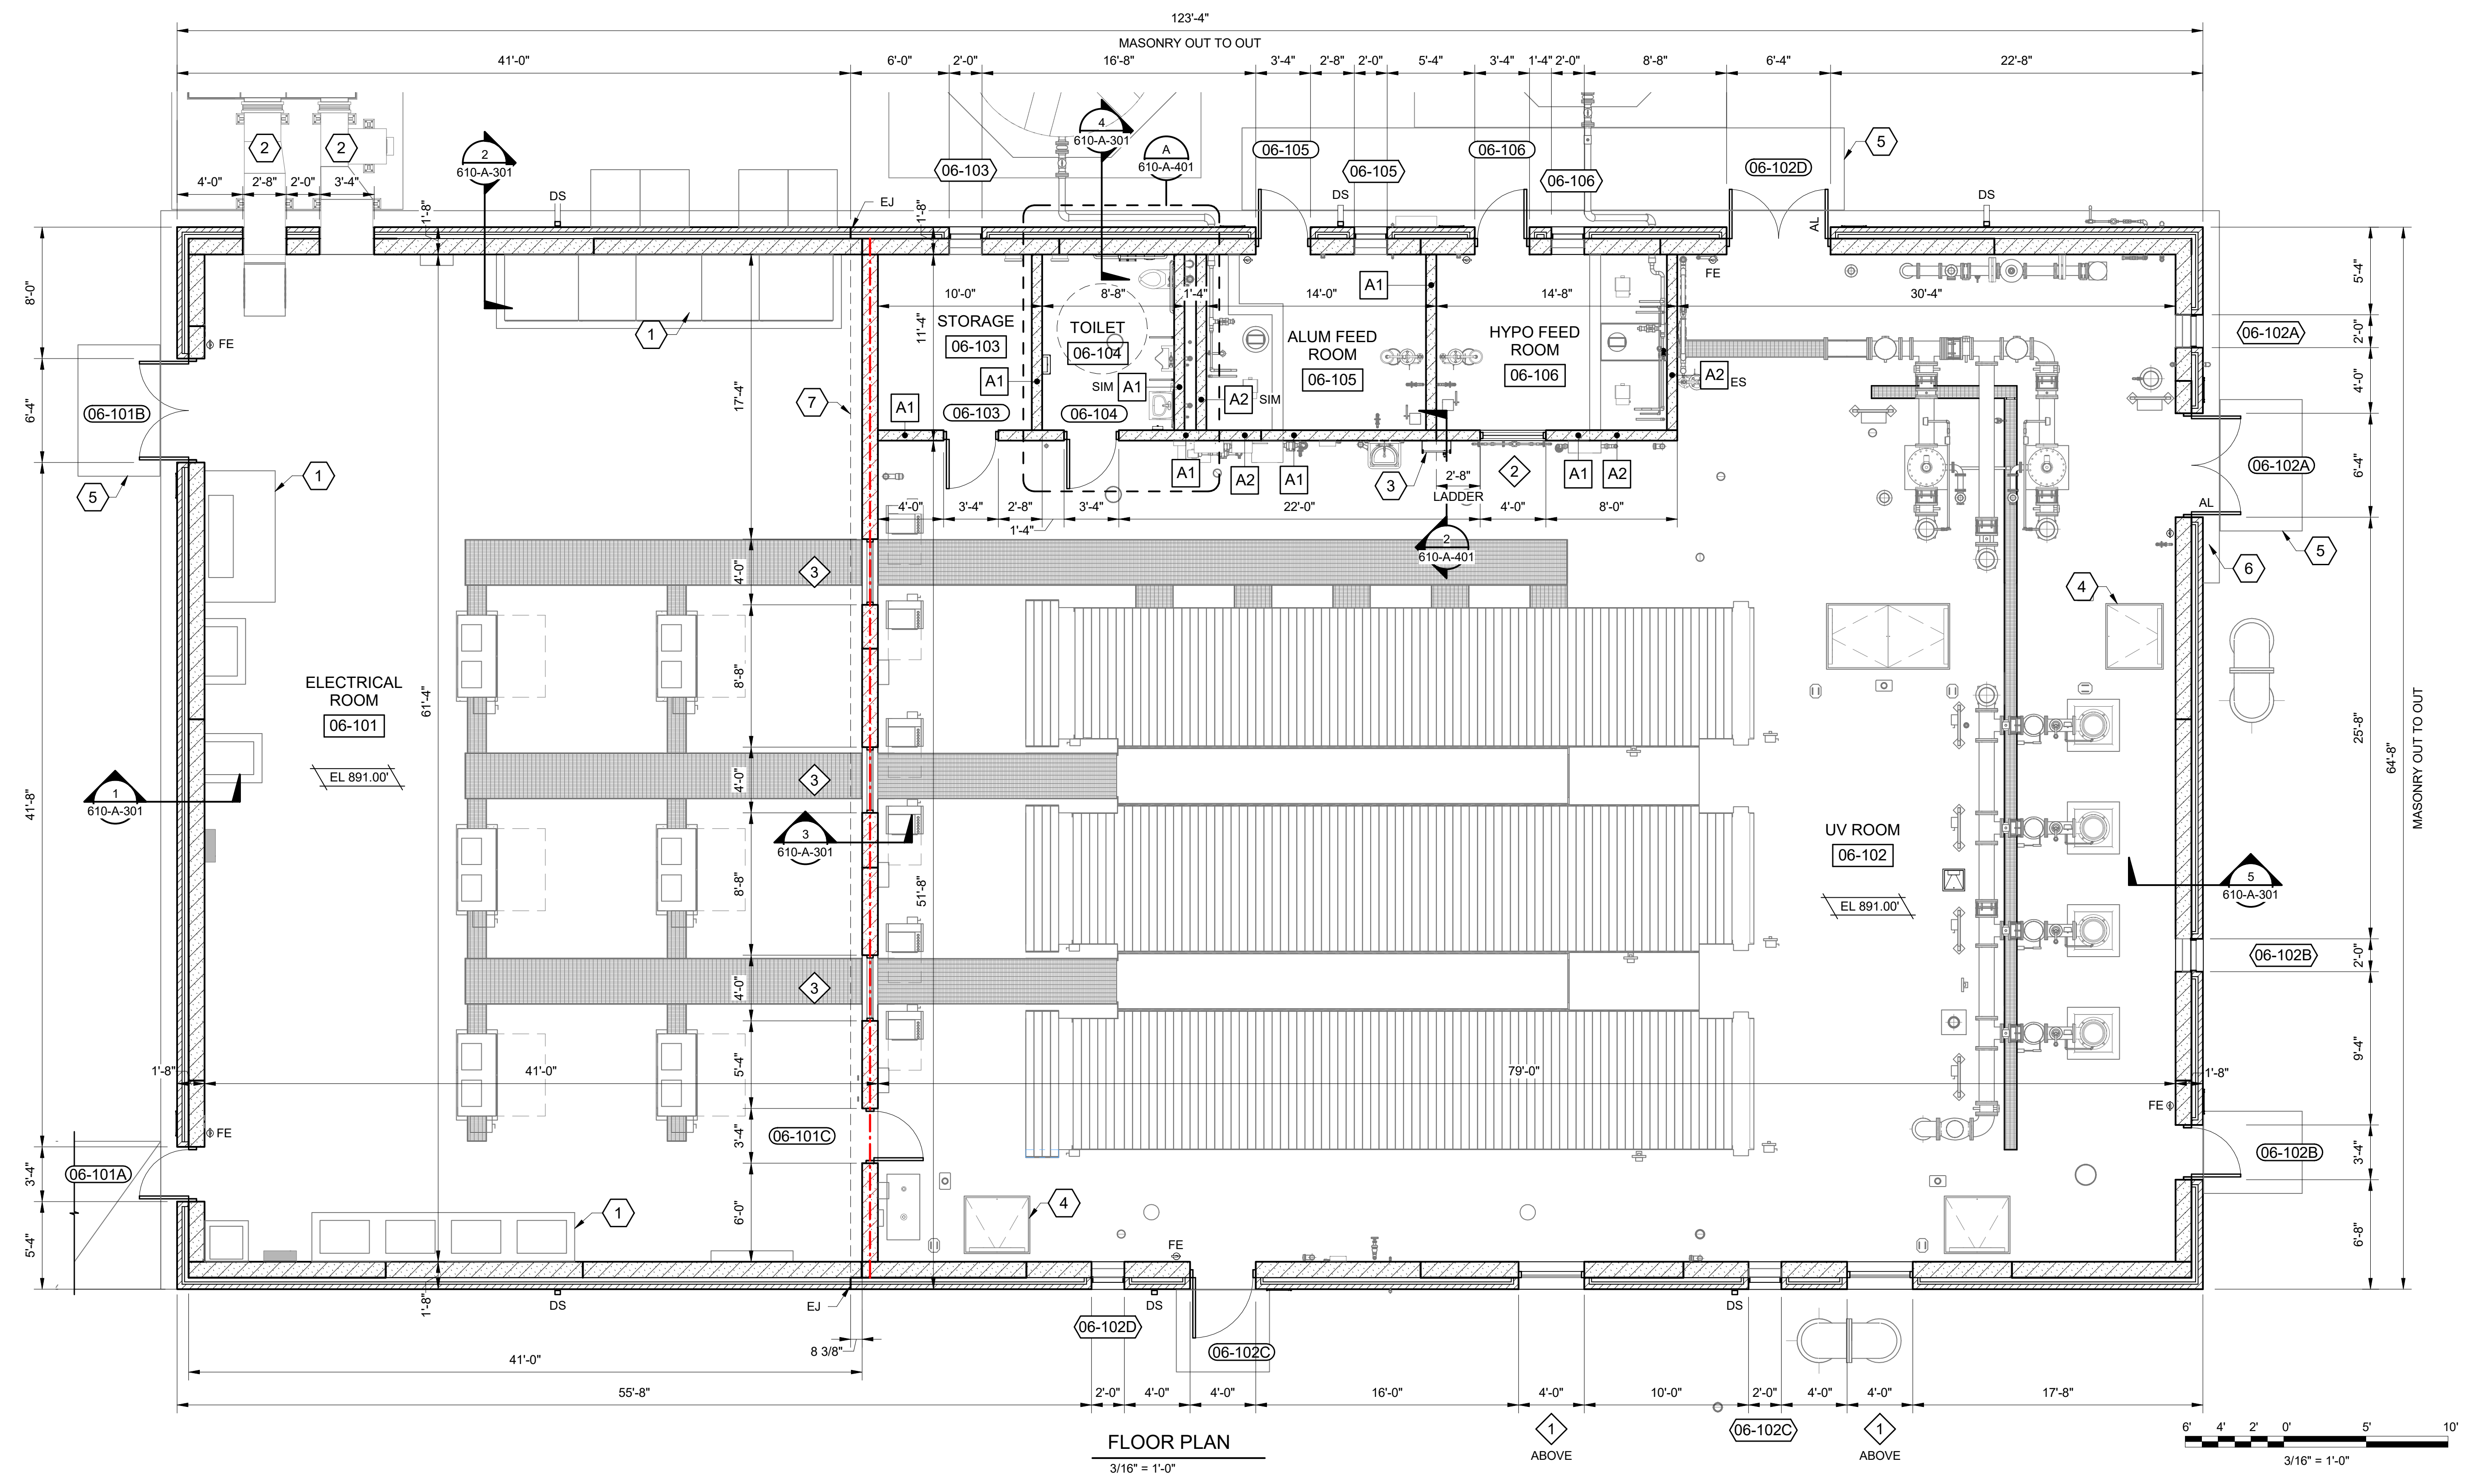 123'-4"
MASONRY OUT TO OUT
41'-0"
6'-0"
2'-0"
16'-8"
3'-4"
2'-8"
2'-0"
5'-4"
3'-4"
1'-4"
2'-0"
8'-8"
6'-4"
22'-8"
2
2
4'-0"
2'-8"
2'-0"
3'-4"
2
610-A-301
4
610-A-301
A
610-A-401
06-103
06-105
06-105
06-106
06-106
06-102D
5
DS
EJ
DS
DS
AL
1'-8"
1'-8"
8'-0"
6'-4"
41'-8"
3'-4"
5'-4"
FE
06-101B
5
1
1
7
17'-4"
11'-4"
10'-0"
8'-8"
1'-4"
14'-0"
14'-8"
30'-4"
STORAGE
06-103
TOILET
06-104
ALUM FEED
ROOM
06-105
HYPO FEED
ROOM
06-106
A1
A1
SIM
A1
A2
SIM
A1
A2
ES
FE
06-103
06-104
A1
A2
A1
3
2
A1
A2
4'-0"
3'-4"
2'-8"
1'-4"
3'-4"
22'-0"
2'-8"
LADDER
4'-0"
8'-0"
2
610-A-401
5'-4"
2'-0"
4'-0"
6'-4"
25'-8"
2'-0"
9'-4"
3'-4"
6'-8"
64'-8"
MASONRY OUT TO OUT
06-102A
06-102A
AL
5
6
4
ELECTRICAL
ROOM
06-101
EL 891.00'
61'-4"
4'-0"
8'-8"
4'-0"
8'-8"
4'-0"
5'-4"
3'-4"
6'-0"
3
3
3
1
610-A-301
3
610-A-301
51'-8"
UV ROOM
06-102
EL 891.00'
5
610-A-301
06-102B
1'-8"
41'-0"
79'-0"
1'-8"
FE
FE
06-101A
06-101C
06-102B
1
4
FE
1'-8"
DS
EJ
DS
DS
8 3/8"
06-102D
06-102C
41'-0"
55'-8"
2'-0"
4'-0"
4'-0"
16'-0"
4'-0"
10'-0"
2'-0"
4'-0"
4'-0"
17'-8"
1
ABOVE
06-102C
1
ABOVE
FLOOR PLAN
3/16" = 1'-0"
6' 4' 2' 0' 5' 10'
3/16" = 1'-0"